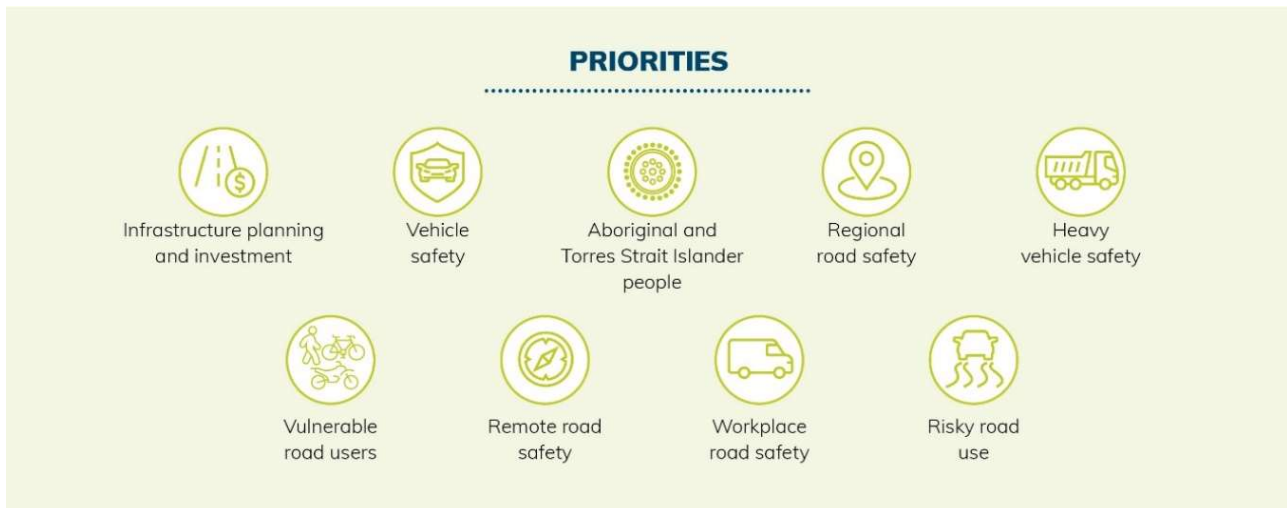 PRIORITIES
$
Infrastructure planning
and investment
Vehicle
safety
Aboriginal and
Torres Strait Islander
people
Regional
road safety
Heavy
vehicle safety
Vulnerable
road users
Remote road
safety
Workplace
road safety
Risky road
use